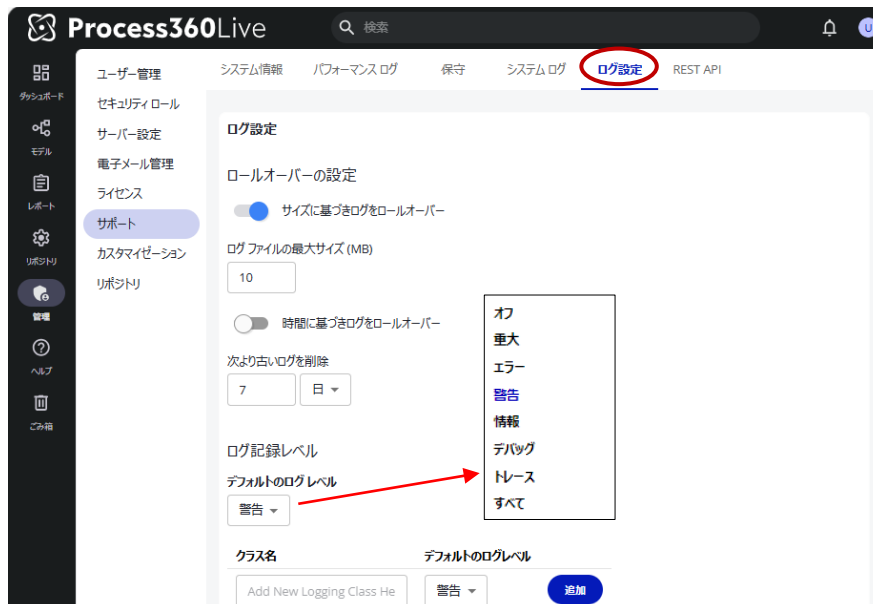 Process360Live
検索
U
ダッシュボード
モデル
レポート
リポジトリ
管理
ヘルプ
ごみ箱
ユーザー管理
セキュリティ ロール
サーバー設定
電子メール管理
ライセンス
サポート
カスタマイゼーション
リポジトリ
システム情報 パフォーマンス ログ 保守 システム ログ ログ設定 REST API
ログ設定
ロールオーバーの設定
サイズに基づきログをロールオーバー
ログ ファイルの最大サイズ (MB)
10
時間に基づきログをロールオーバー
次より古いログを削除
7 日
ログ記録レベル
デフォルトのログ レベル
警告
オフ
重大
エラー
警告
情報
デバッグ
トレース
すべて
クラス名 デフォルトのログレベル
Add New Logging Class He 警告 追加